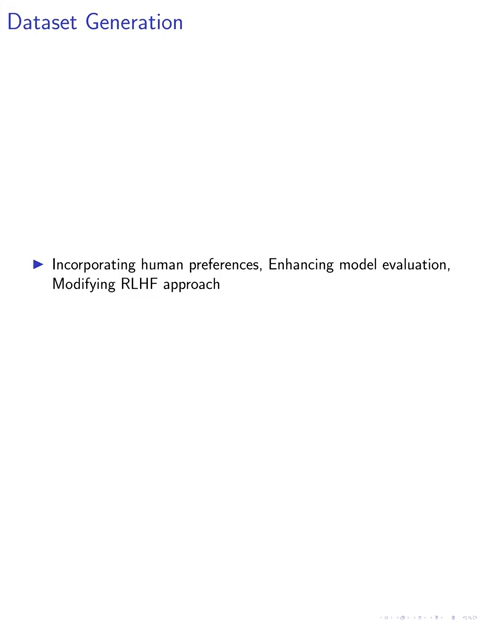 Dataset Generation
▶ Incorporating human preferences, Enhancing model evaluation,
Modifying RLHF approach